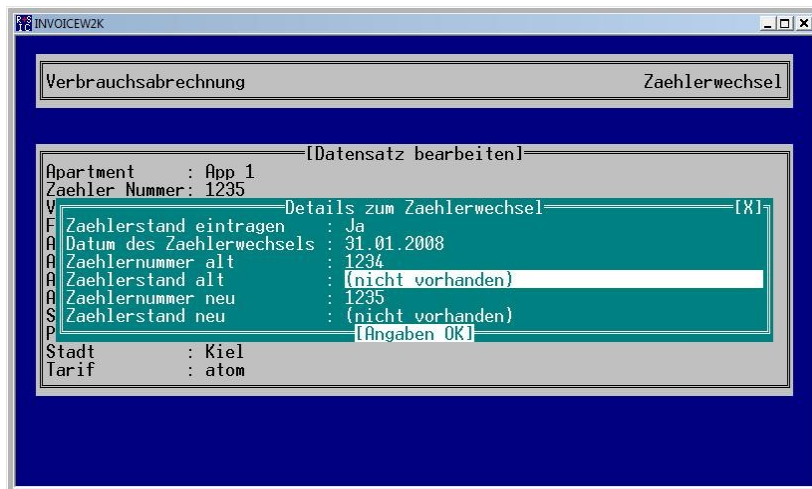 INVOICEW2K
Verbrauchsabrechnung Zaehlerwechsel
[Datensatz bearbeiten]
Apartment : App 1
Zaehler Nummer: 1235
V
Details zum Zaehlerwechsel [X]
F
Zaehlerstand eintragen : Ja
A
Datum des Zaehlerwechsels : 31.01.2008
A
Zaehlernummer alt : 1234
A
Zaehlerstand alt : (nicht vorhanden)
A
Zaehlernummer neu : 1235
S
Zaehlerstand neu : (nicht vorhanden)
P
[Angaben OK]
Stadt : Kiel
Tarif : atom